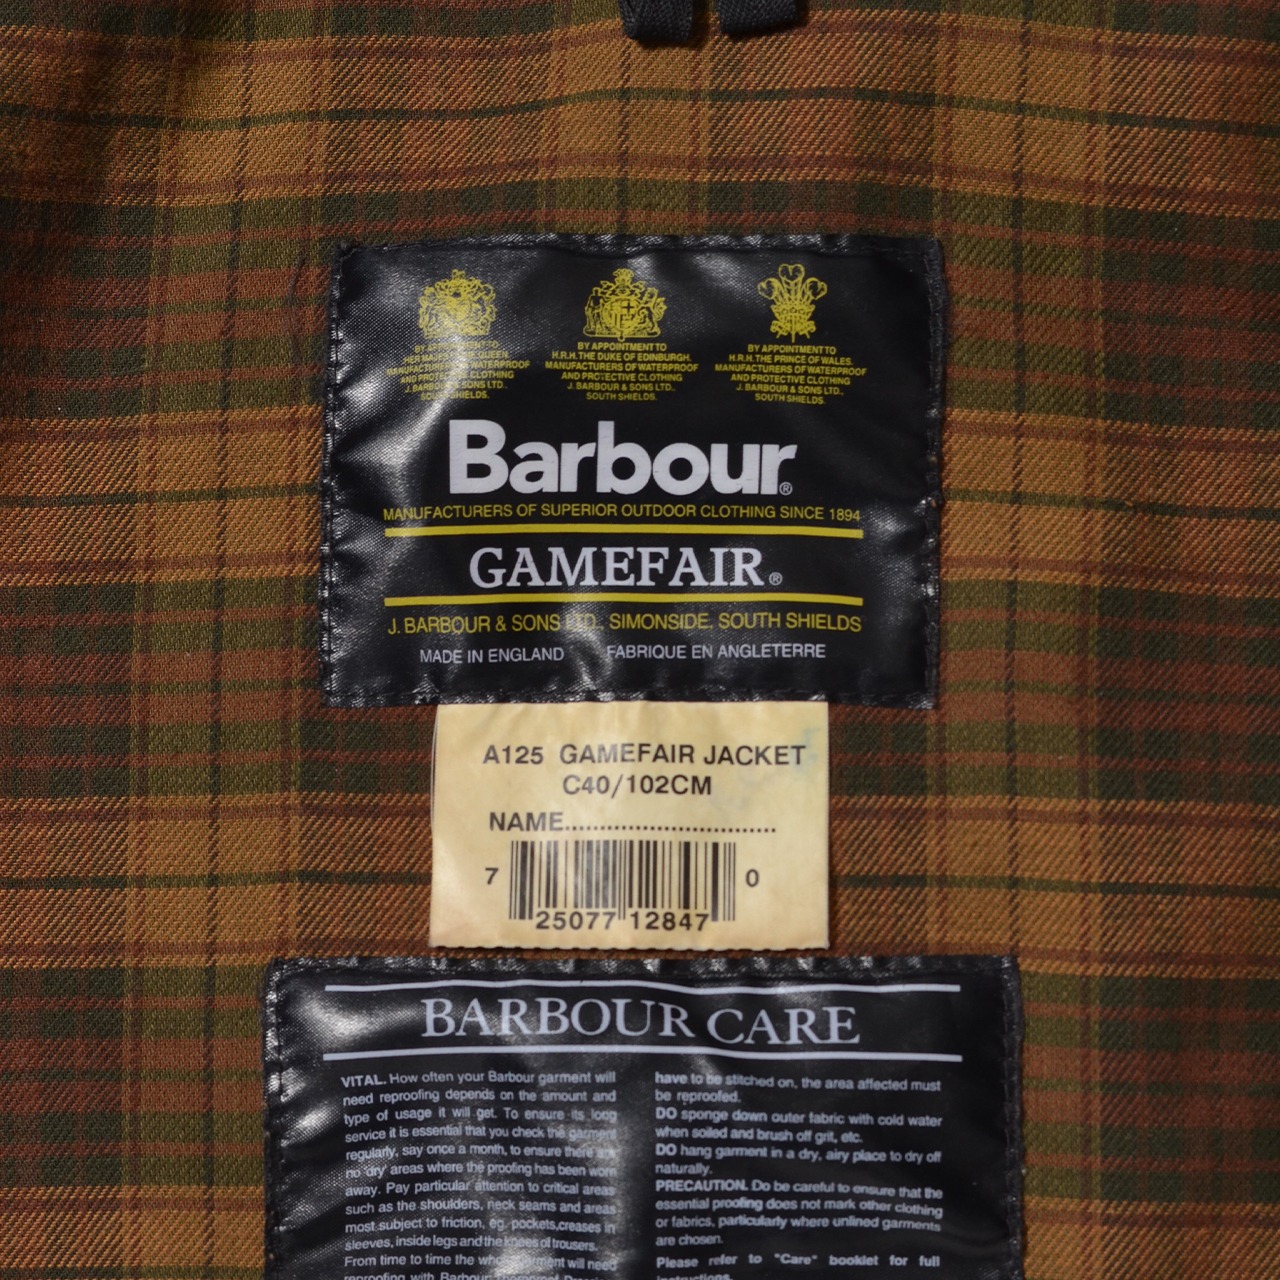 BY APPOINTMENT TO
HER MAJESTY THE QUEEN
MANUFACTURERS OF WATERPROOF
AND PROTECTIVE CLOTHING
J. BARBOUR & SONS LTD.
SOUTH SHIELDS.
BY APPOINTMENT TO
H.R.H. THE DUKE OF EDINBURGH.
MANUFACTURERS OF WATERPROOF
AND PROTECTIVE CLOTHING
J. BARBOUR & SONS LTD..
SOUTH SHIELDS.
BY APPOINTMENT TO
H.R.H. THE PRINCE OF WALES.
MANUFACTURERS OF WATERPROOF
AND PROTECTIVE CLOTHING
J. BARBOUR & SONS LTD..
SOUTH SHIELDS.
Barbour®
MANUFACTURERS OF SUPERIOR OUTDOOR CLOTHING SINCE 1894
GAMEFAIR®
J. BARBOUR & SONS LTD., SIMONSIDE, SOUTH SHIELDS
MADE IN ENGLAND FABRIQUE EN ANGLETERRE
A125 GAMEFAIR JACKET
C40/102CM
NAME..............................
7 25077 12847 0
BARBOUR CARE
VITAL. How often your Barbour garment will
need reproofing depends on the amount and
type of usage it will get. To ensure its long
service it is essential that you check the garment
regularly, say once a month, to ensure there are
no 'dry' areas where the proofing has been worn
away. Pay particular attention to critical areas
such as the shoulders, neck seams and areas
most subject to friction, eg. pockets, creases in
sleeves, inside legs and the knees of trousers.
From time to time the whole garment will need
reproofing with Barbour
have to be stitched on, the area affected must
be reproofed.
DO sponge down outer fabric with cold water
when soiled and brush off grit, etc.
DO hang garment in a dry, airy place to dry off
naturally.
PRECAUTION. Do be careful to ensure that the
essential proofing does not mark other clothing
or fabrics, particularly where unlined garments
are chosen.
Please refer to "Care" booklet for full
instructions.